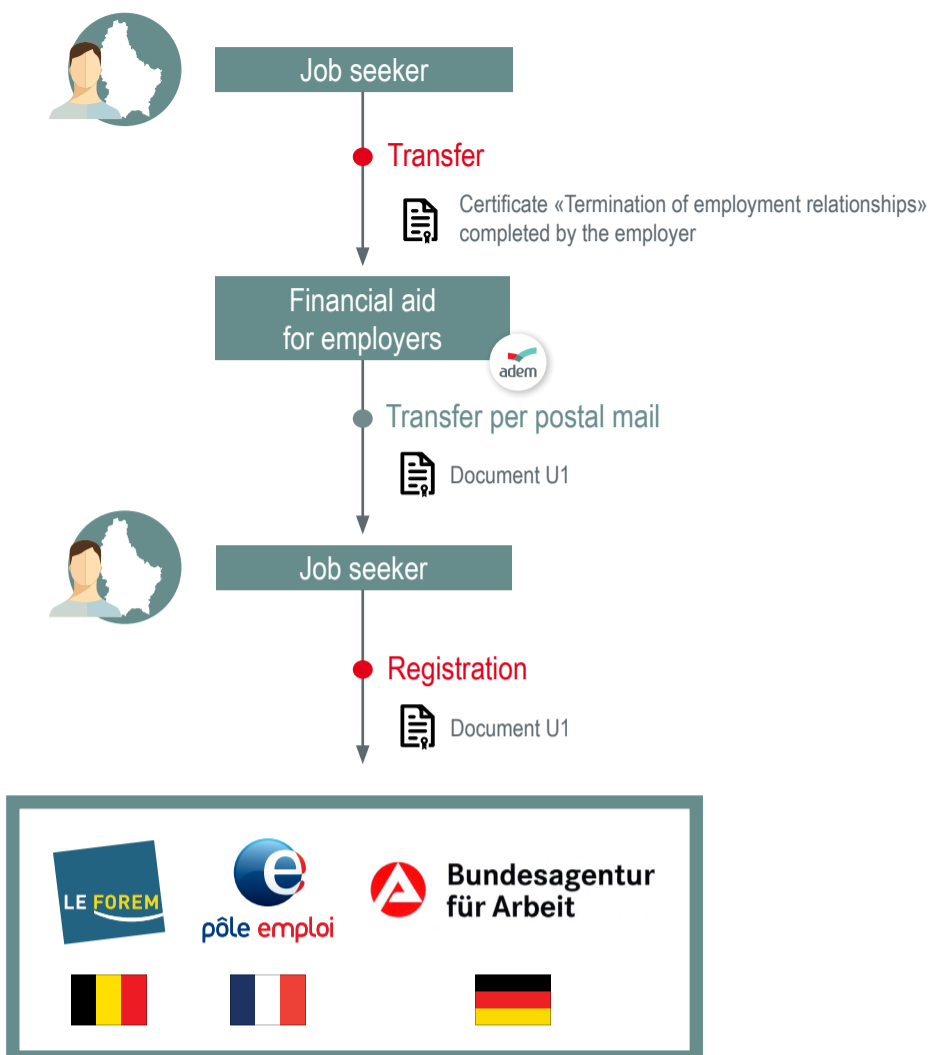 Job seeker
Transfer
Certificate «Termination of employment relationships»
completed by the employer
Financial aid
for employers
adem
Transfer per postal mail
Document U1
Job seeker
Registration
Document U1
LE FOREM
e
pôle emploi
Bundesagentur
für Arbeit